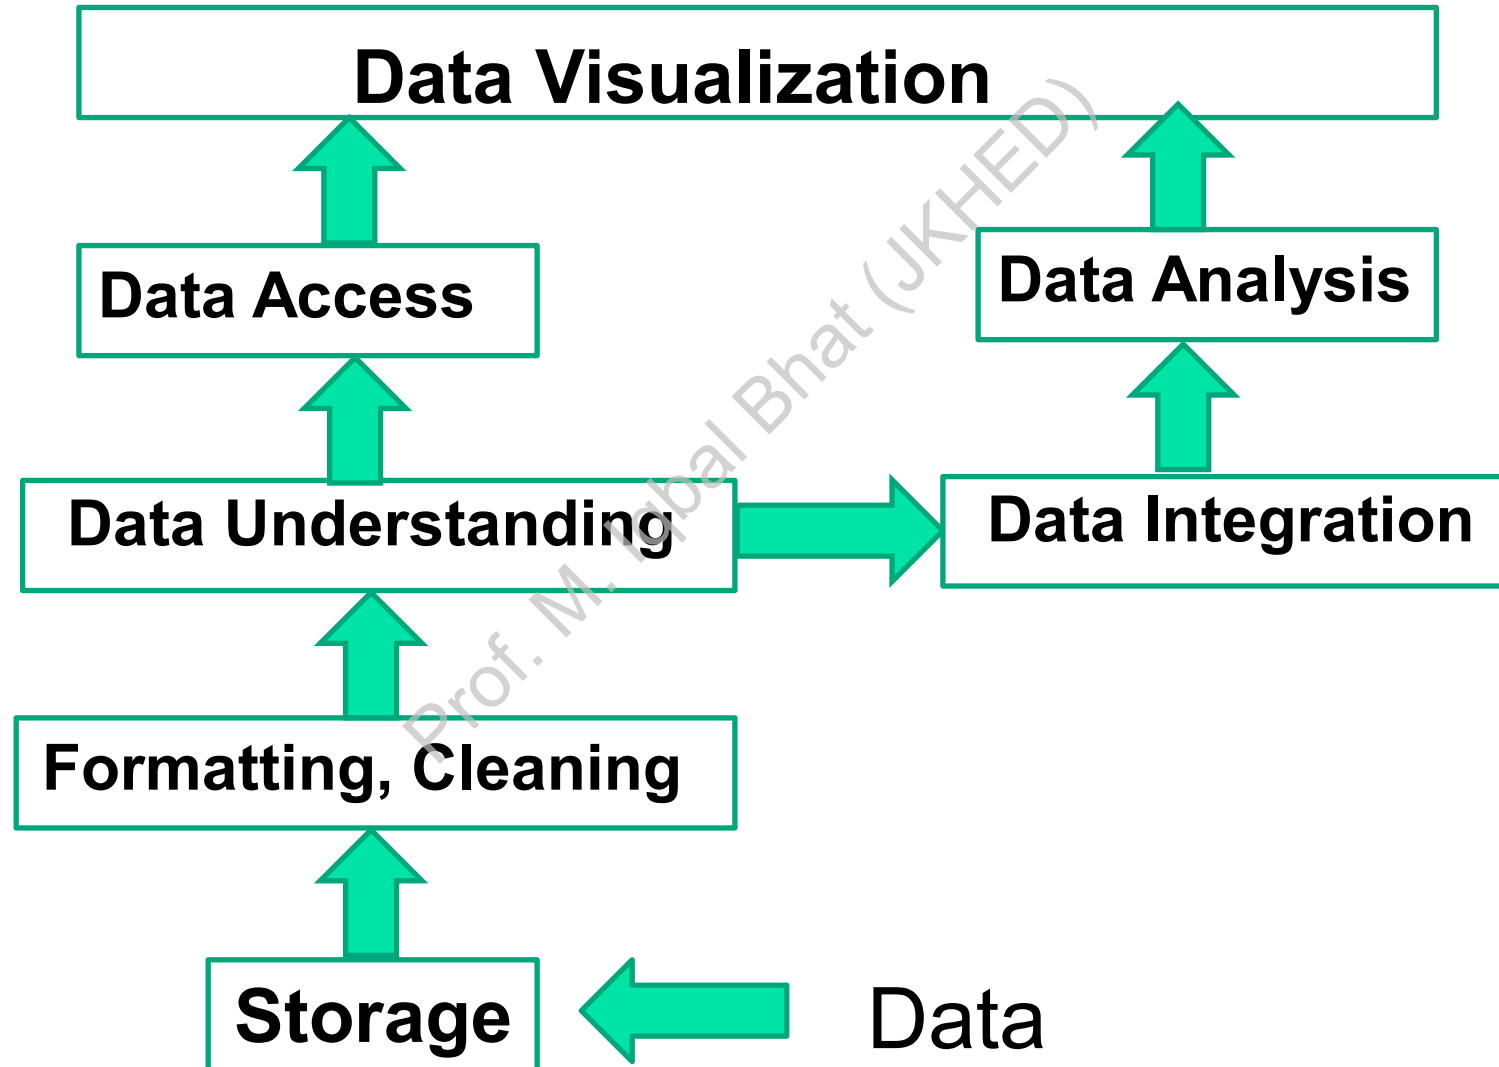 Data Visualization
Data Access
Data Analysis
Data Understanding
Data Integration
Formatting, Cleaning
Storage
Data
Prof. M. Iqbal Bhat (JKHED)